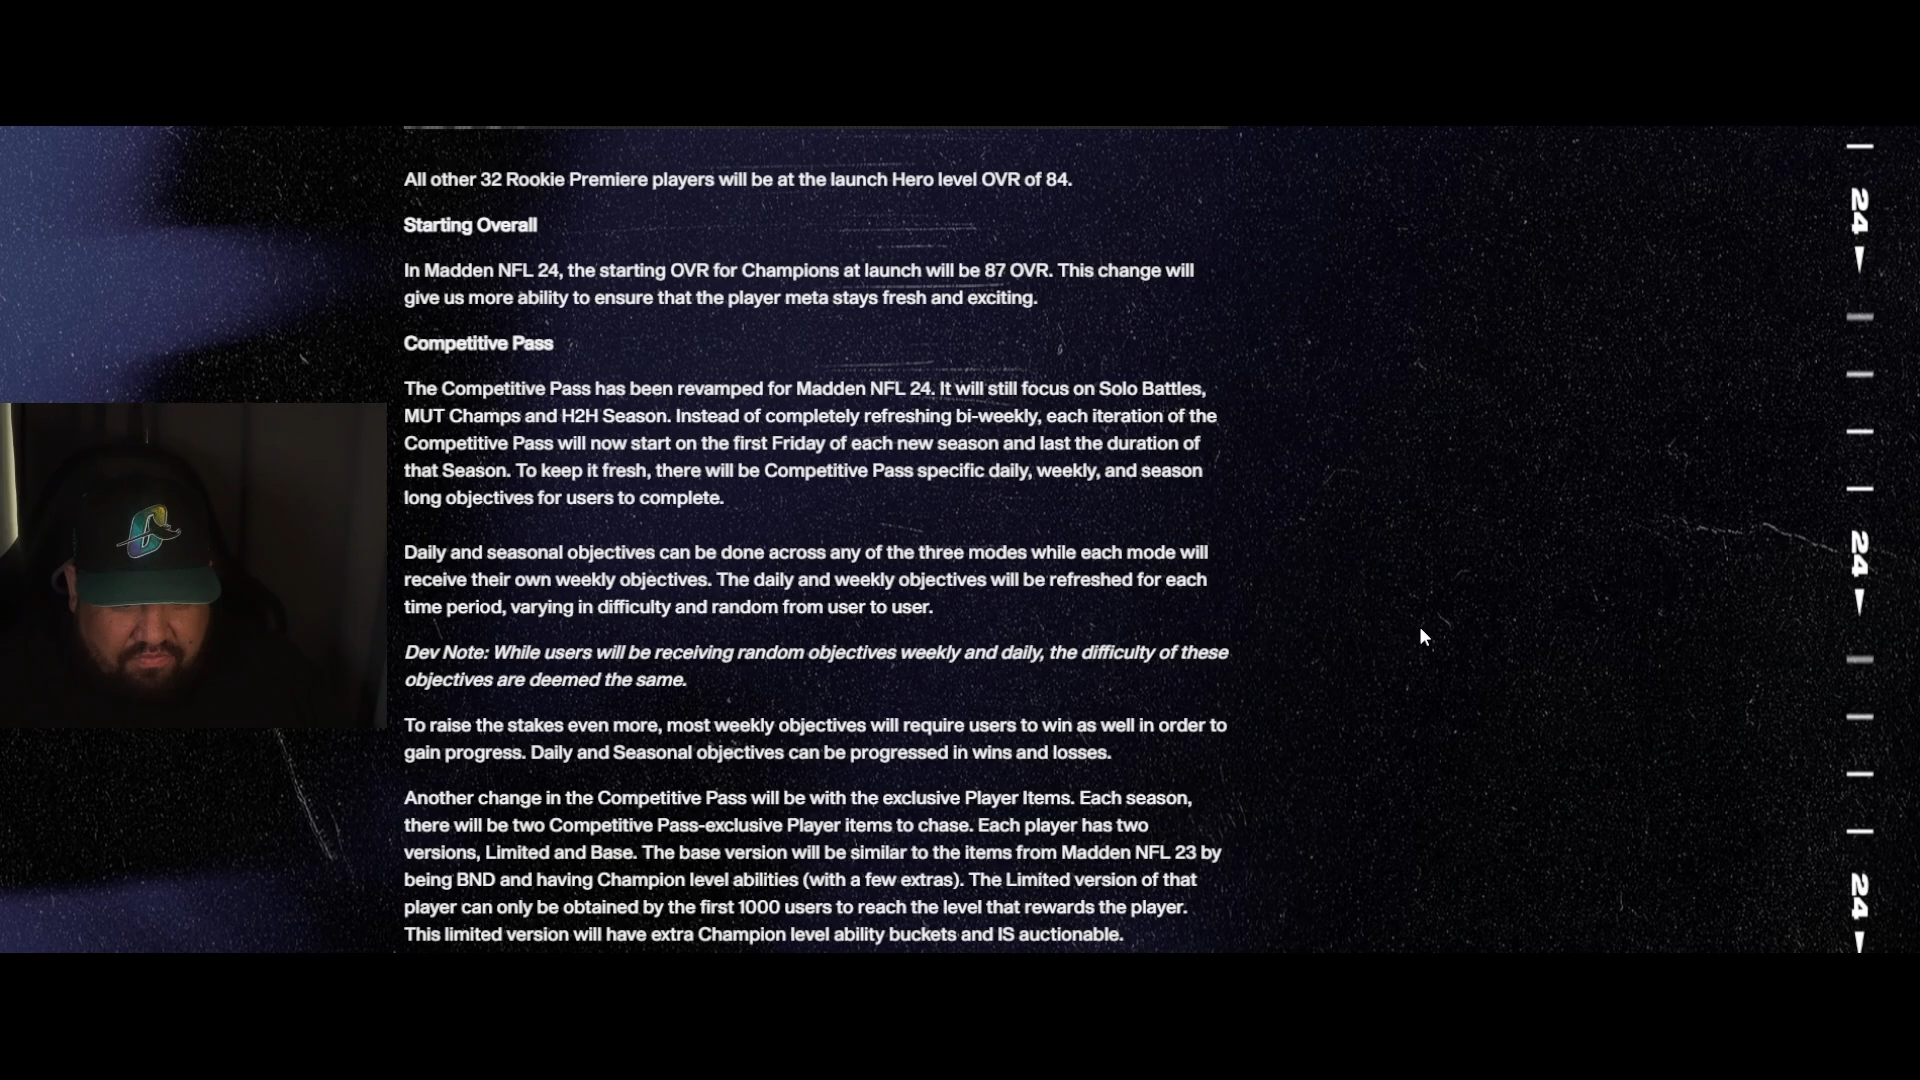 All other 32 Rookie Premiere players will be at the launch Hero level OVR of 84.
Starting Overall
In Madden NFL 24, the starting OVR for Champions at launch will be 87 OVR. This change will
give us more ability to ensure that the player meta stays fresh and exciting.
Competitive Pass
The Competitive Pass has been revamped for Madden NFL 24. It will still focus on Solo Battles,
MUT Champs and H2H Season. Instead of completely refreshing bi-weekly, each iteration of the
Competitive Pass will now start on the first Friday of each new season and last the duration of
that Season. To keep it fresh, there will be Competitive Pass specific daily, weekly, and season
long objectives for users to complete.
Daily and seasonal objectives can be done across any of the three modes while each mode will
receive their own weekly objectives. The daily and weekly objectives will be refreshed for each
time period, varying in difficulty and random from user to user.
Dev Note: While users will be receiving random objectives weekly and daily, the difficulty of these
objectives are deemed the same.
To raise the stakes even more, most weekly objectives will require users to win as well in order to
gain progress. Daily and Seasonal objectives can be progressed in wins and losses.
Another change in the Competitive Pass will be with the exclusive Player Items. Each season,
there will be two Competitive Pass-exclusive Player items to chase. Each player has two
versions, Limited and Base. The base version will be similar to the items from Madden NFL 23 by
being BND and having Champion level abilities (with a few extras). The Limited version of that
player can only be obtained by the first 1000 users to reach the level that rewards the player.
This limited version will have extra Champion level ability buckets and IS auctionable.
24
24
24